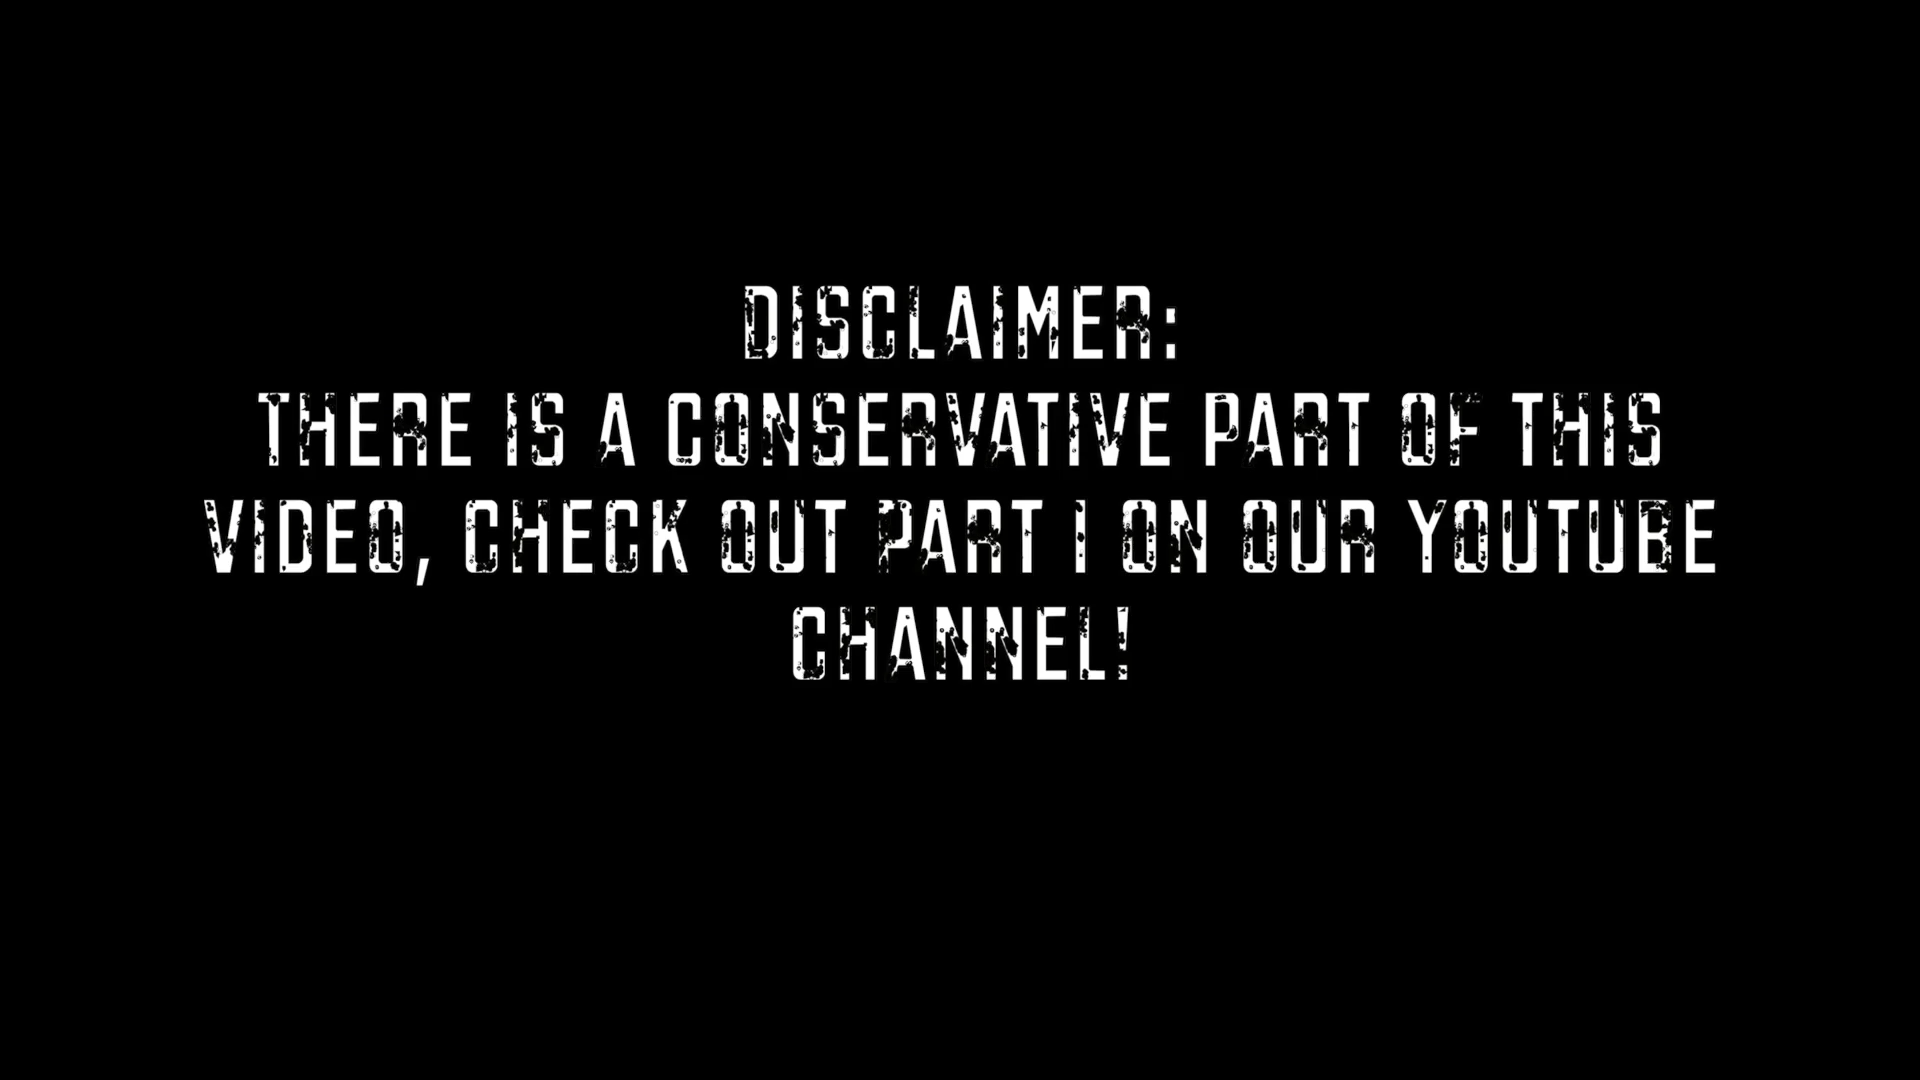 DISCLAIMER:
THERE IS A CONSERVATIVE PART OF THIS
VIDEO, CHECK OUT PART I ON OUR YOUTUBE
CHANNEL!